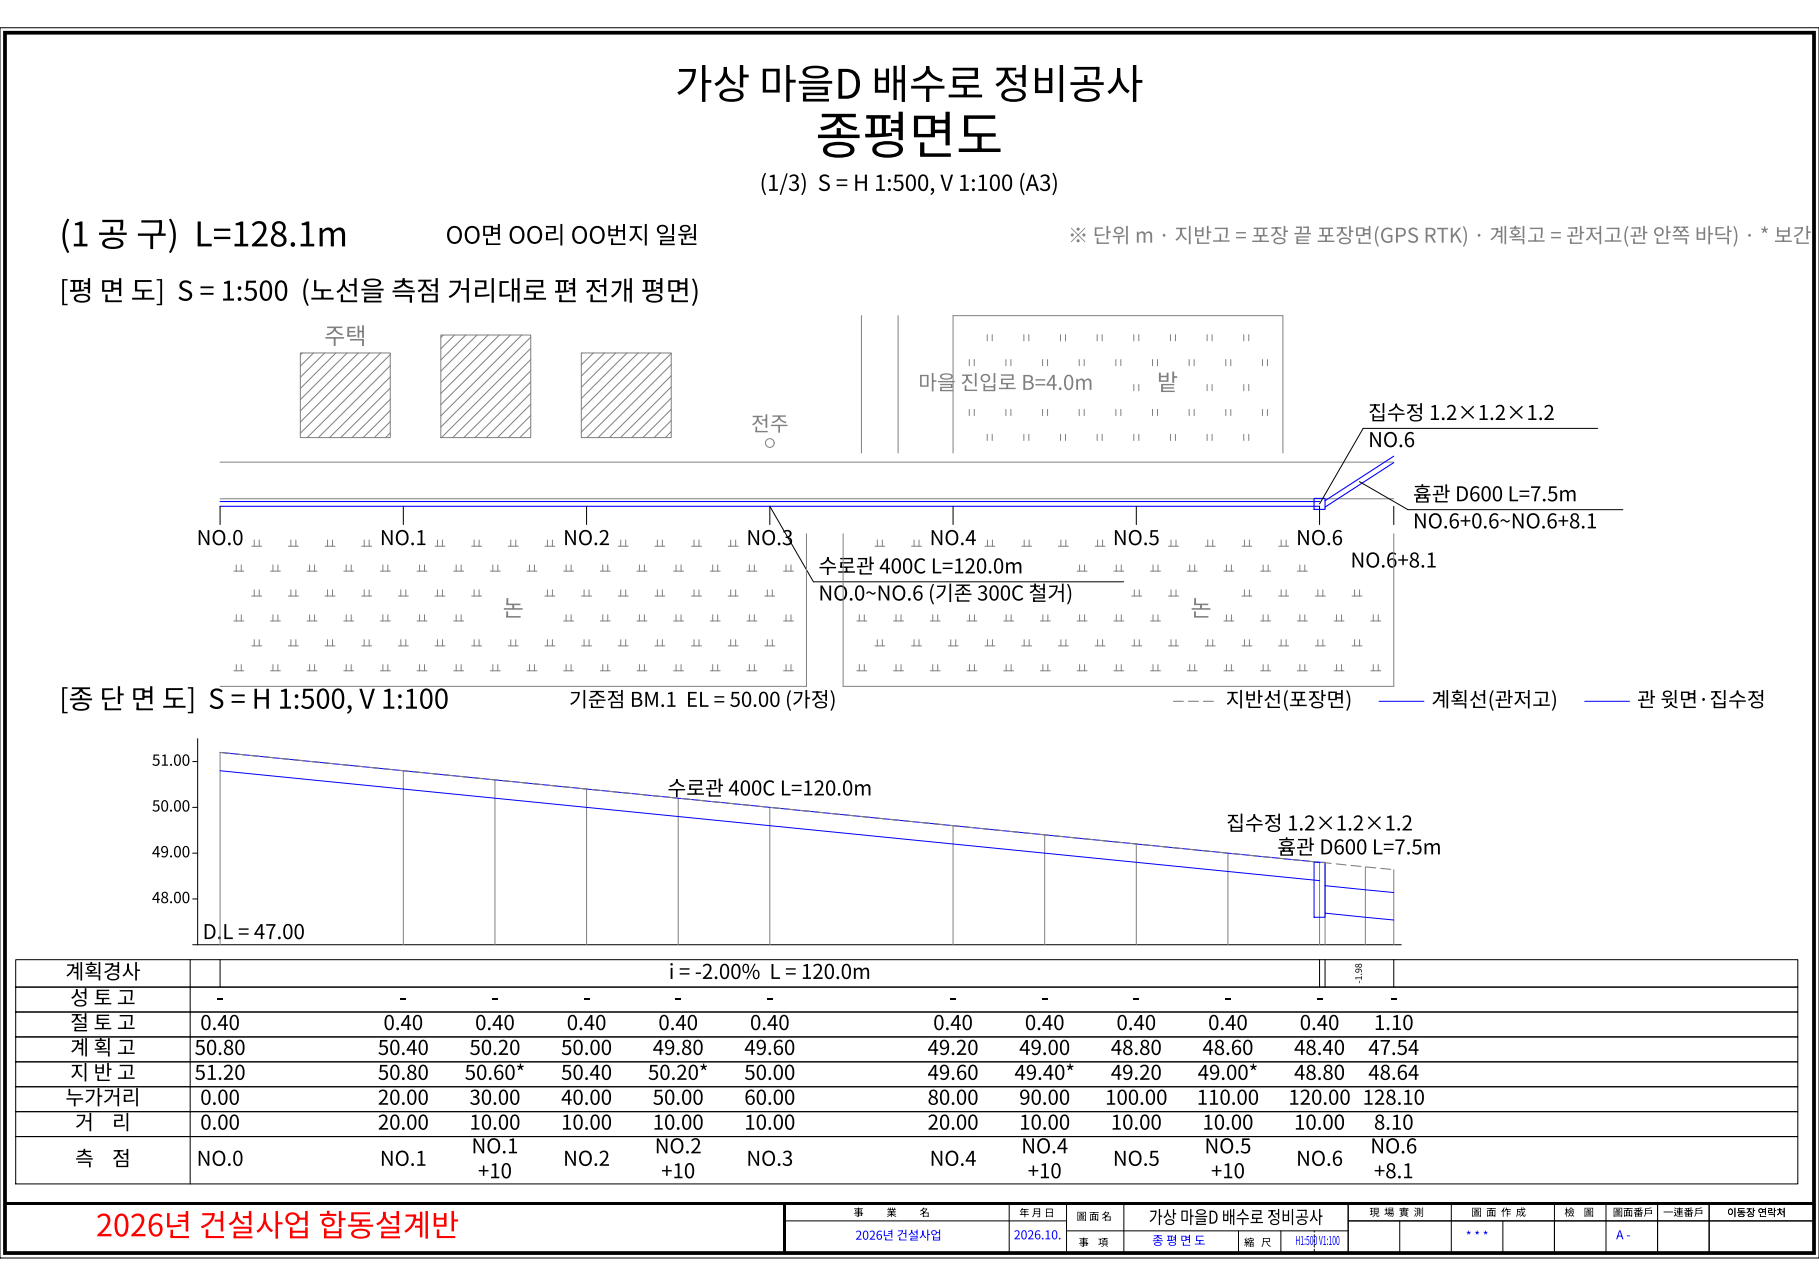 가상 마을D 배수로 정비공사
종평면도
(1/3) S = H 1:500, V 1:100 (A3)
(1 공 구) L=128.1m
OO면 OO리 OO번지 일원
※ 단위 m · 지반고 = 포장 끝 포장면(GPS RTK) · 계획고 = 관저고(관 안쪽 바닥) · * 보간
[평 면 도] S = 1:500 (노선을 측점 거리대로 편 전개 평면)
주택
마을 진입로 B=4.0m
밭
전주
집수정 1.2×1.2×1.2
NO.6
흄관 D600 L=7.5m
NO.6+0.6~NO.6+8.1
NO.0 NO.1 NO.2 NO.3 NO.4 NO.5 NO.6
NO.6+8.1
수로관 400C L=120.0m
NO.0~NO.6 (기존 300C 철거)
논 논
[종 단 면 도] S = H 1:500, V 1:100
기준점 BM.1 EL = 50.00 (가정)
지반선(포장면) 계획선(관저고) 관 윗면·집수정
51.00
50.00
49.00
48.00
수로관 400C L=120.0m
집수정 1.2×1.2×1.2
흄관 D600 L=7.5m
D.L = 47.00
계획경사 i = -2.00% L = 120.0m -1.98
성 토 고 - - - - - - - - - - - -
절 토 고 0.40 0.40 0.40 0.40 0.40 0.40 0.40 0.40 0.40 0.40 0.40 1.10
계 획 고 50.80 50.40 50.20 50.00 49.80 49.60 49.20 49.00 48.80 48.60 48.40 47.54
지 반 고 51.20 50.80 50.60* 50.40 50.20* 50.00 49.60 49.40* 49.20 49.00* 48.80 48.64
누가거리 0.00 20.00 30.00 40.00 50.00 60.00 80.00 90.00 100.00 110.00 120.00 128.10
거 리 0.00 20.00 10.00 10.00 10.00 10.00 20.00 10.00 10.00 10.00 10.00 8.10
측 점 NO.0 NO.1 NO.1 +10 NO.2 NO.2 +10 NO.3 NO.4 NO.4 +10 NO.5 NO.5 +10 NO.6 NO.6 +8.1
2026년 건설사업 합동설계반
事 業 名
2026년 건설사업
年 月 日
2026.10.
圖 面 名
가상 마을D 배수로 정비공사
事 項
종 평 면 도
縮 尺
H1:500 V1:100
現 場 實 測
圖 面 作 成
* * *
檢 圖
圖面番戶
A -
一連番戶
이동장 연락처